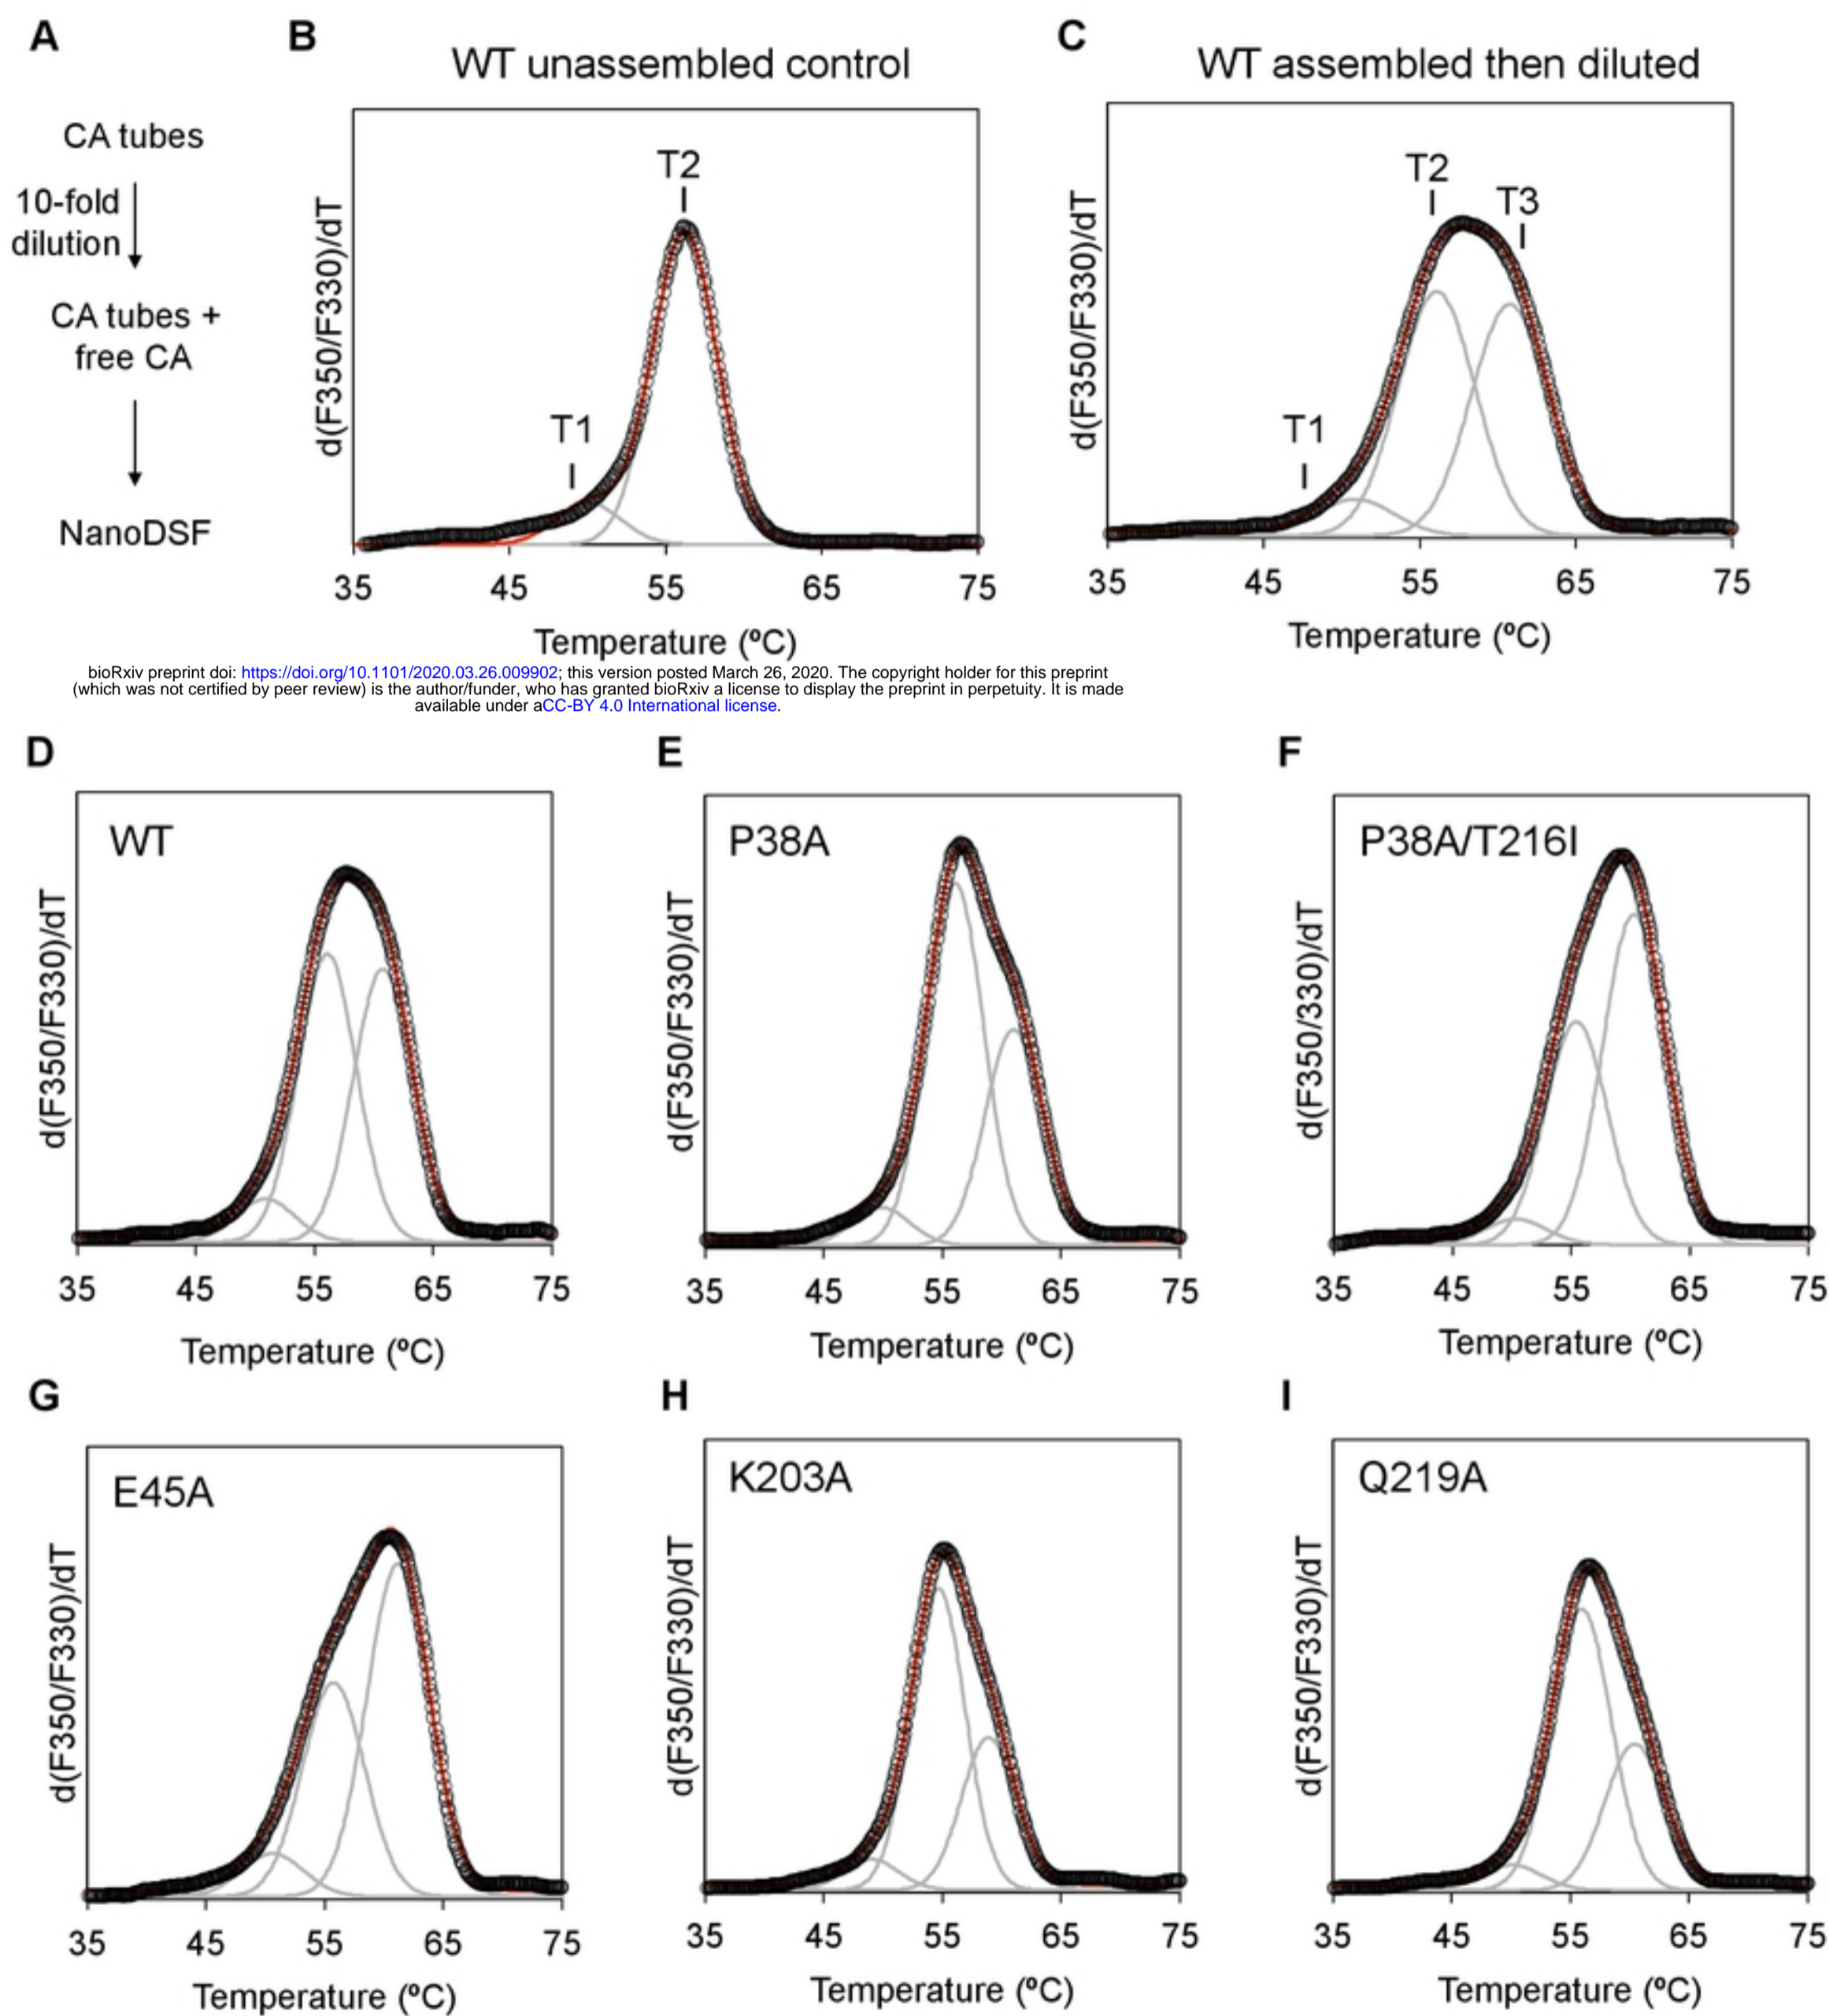 A
CA tubes
10-fold
dilution
CA tubes +
free CA
NanoDSF
B
WT unassembled control
d(F350/F330)/dT
T1
T2
35 45 55 65 75
Temperature (ºC)
C
WT assembled then diluted
d(F350/F330)/dT
T1
T2
T3
35 45 55 65 75
Temperature (ºC)
bioRxiv preprint doi: https://doi.org/10.1101/2020.03.26.009902; this version posted March 26, 2020. The copyright holder for this preprint
(which was not certified by peer review) is the author/funder, who has granted bioRxiv a license to display the preprint in perpetuity. It is made
available under aCC-BY 4.0 International license.
D
WT
d(F350/F330)/dT
35 45 55 65 75
Temperature (ºC)
E
P38A
d(F350/F330)/dT
35 45 55 65 75
Temperature (ºC)
F
P38A/T216I
d(F350/330)/dT
35 45 55 65 75
Temperature (ºC)
G
E45A
d(F350/F330)/dT
35 45 55 65 75
Temperature (ºC)
H
K203A
d(F350/F330)/dT
35 45 55 65 75
Temperature (ºC)
I
Q219A
d(F350/F330)/dT
35 45 55 65 75
Temperature (ºC)